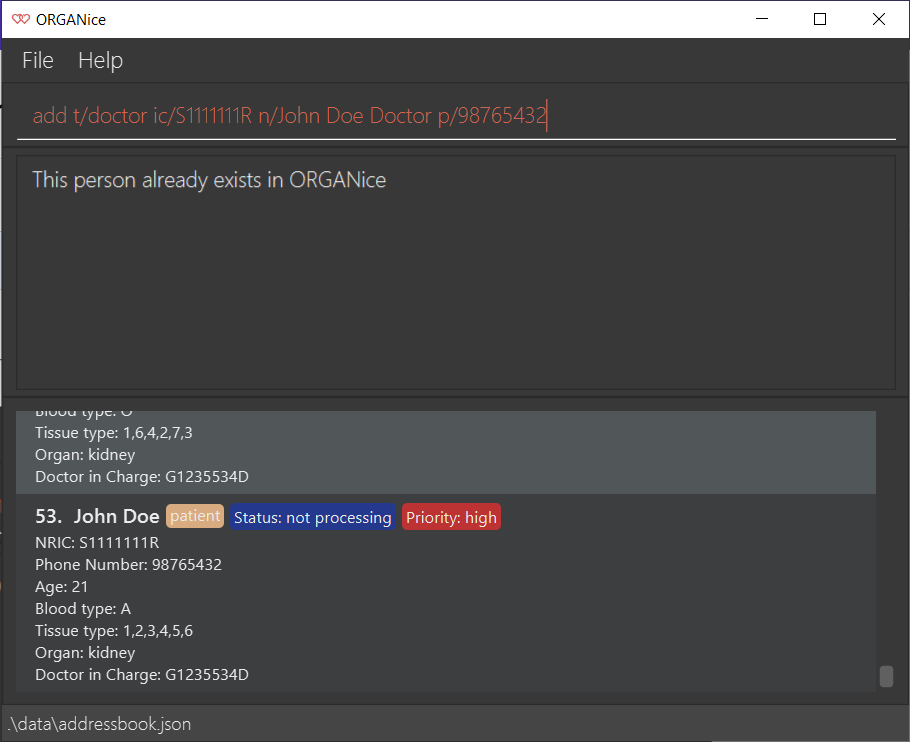 ORGANice
File Help
add t/doctor ic/S1111111R n/John Doe Doctor p/98765432
This person already exists in ORGANice
Blood type: O
Tissue type: 1,6,4,2,7,3
Organ: kidney
Doctor in Charge: G1235534D
53. John Doe patient Status: not processing Priority: high
NRIC: S1111111R
Phone Number: 98765432
Age: 21
Blood type: A
Tissue type: 1,2,3,4,5,6
Organ: kidney
Doctor in Charge: G1235534D
.\data\addressbook.json